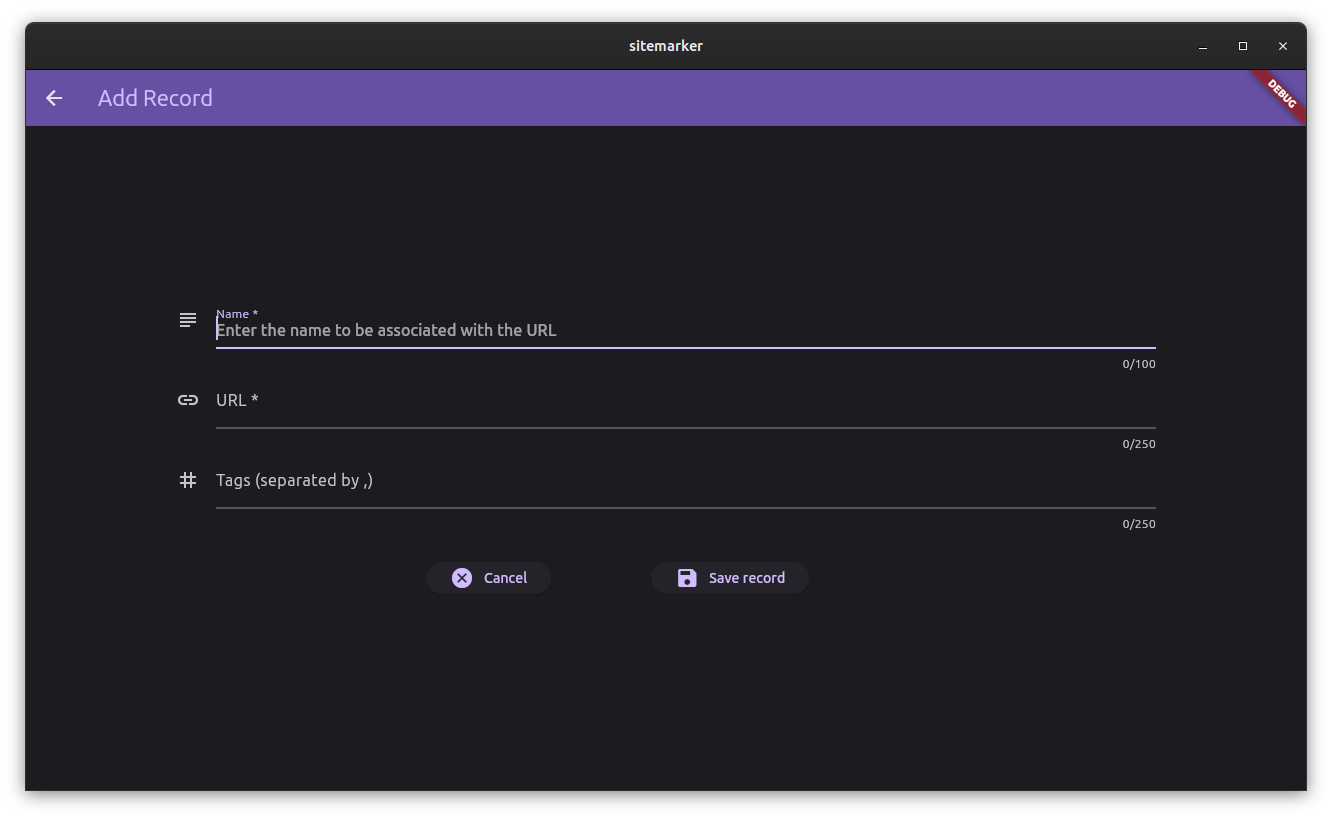 sitemarker
Add Record
DEBUG
Name *
Enter the name to be associated with the URL
0/100
URL *
0/250
Tags (separated by ,)
0/250
Cancel
Save record